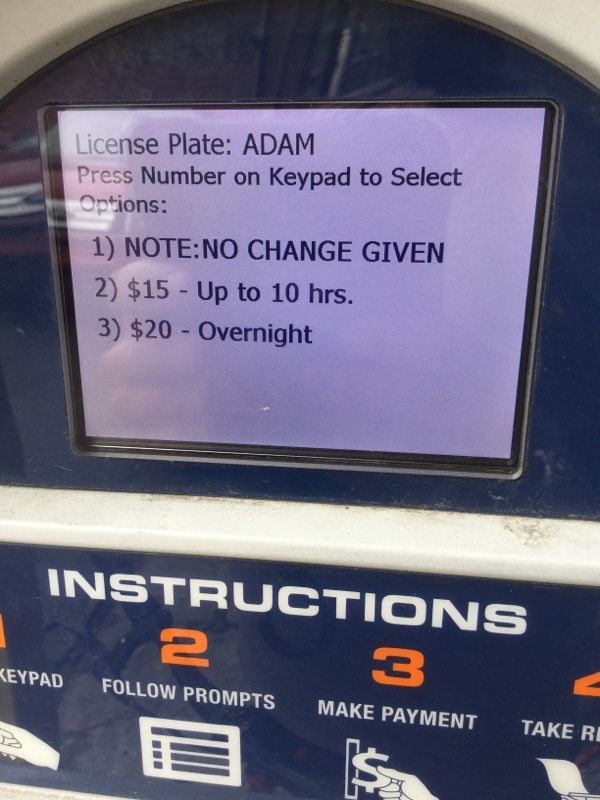 License Plate: ADAM
Press Number on Keypad to Select
Options:
1) NOTE:NO CHANGE GIVEN
2) $15 - Up to 10 hrs.
3) $20 - Overnight
INSTRUCTIONS
2
3
KEYPAD
FOLLOW PROMPTS
MAKE PAYMENT
TAKE
$